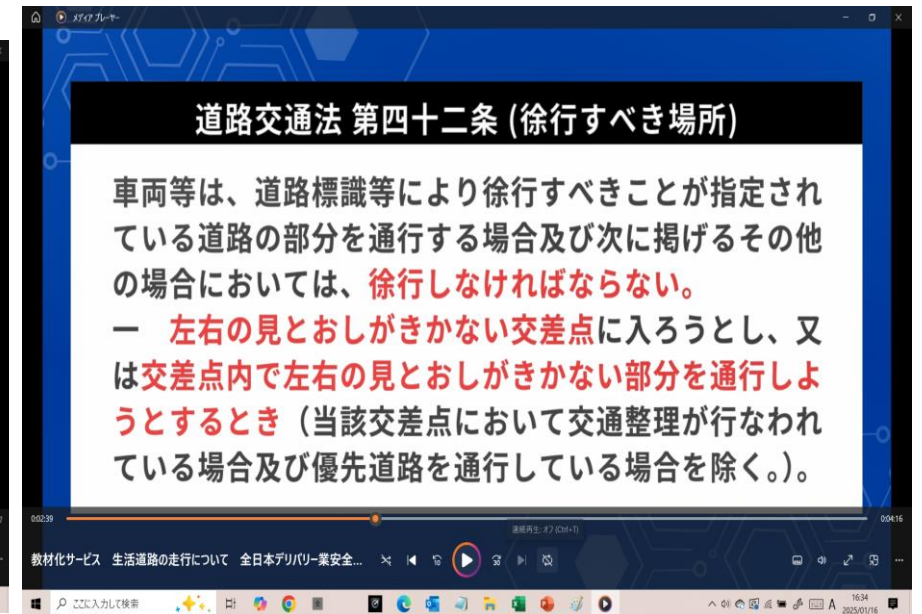 メディア プレーヤー
道路交通法 第四十二条 (徐行すべき場所)
車両等は、道路標識等により徐行すべきことが指定され
ている道路の部分を通行する場合及び次に掲げるその他
の場合においては、徐行しなければならない。
一　左右の見とおしがきかない交差点に入ろうとし、又
は交差点内で左右の見とおしがきかない部分を通行しよ
うとするとき（当該交差点において交通整理が行なわれ
ている場合及び優先道路を通行している場合を除く。)。
0:02:39
0:04:16
連続再生: オフ (Ctrl+T)
教材化サービス　生活道路の走行について　全日本デリバリー業安全...
ここに入力して検索
A
16:34
2025/01/16